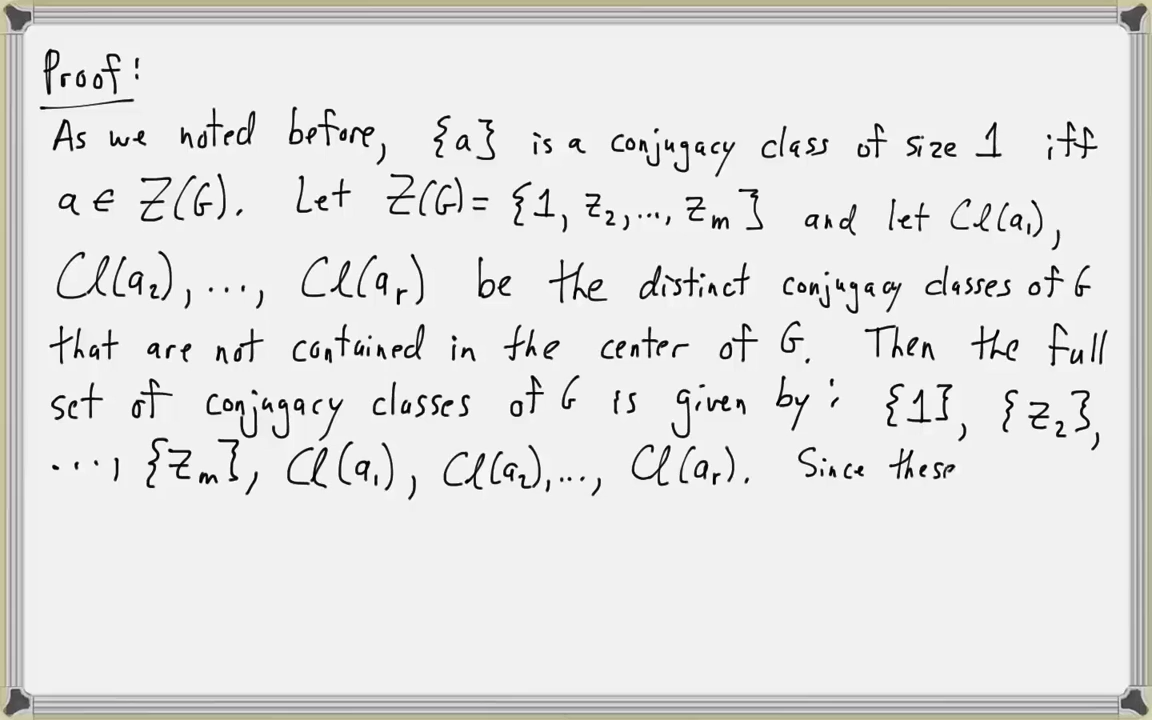 Proof:
As we noted before, {a} is a conjugacy class of size 1 iff
a ∈ Z(G). Let Z(G) = {1, z₂, ..., zₘ} and let Cl(a₁),
Cl(a₂), ..., Cl(aᵣ) be the distinct conjugacy classes of G
that are not contained in the center of G. Then the full
set of conjugacy classes of G is given by: {1}, {z₂},
..., {zₘ}, Cl(a₁), Cl(a₂), ..., Cl(aᵣ). Since these